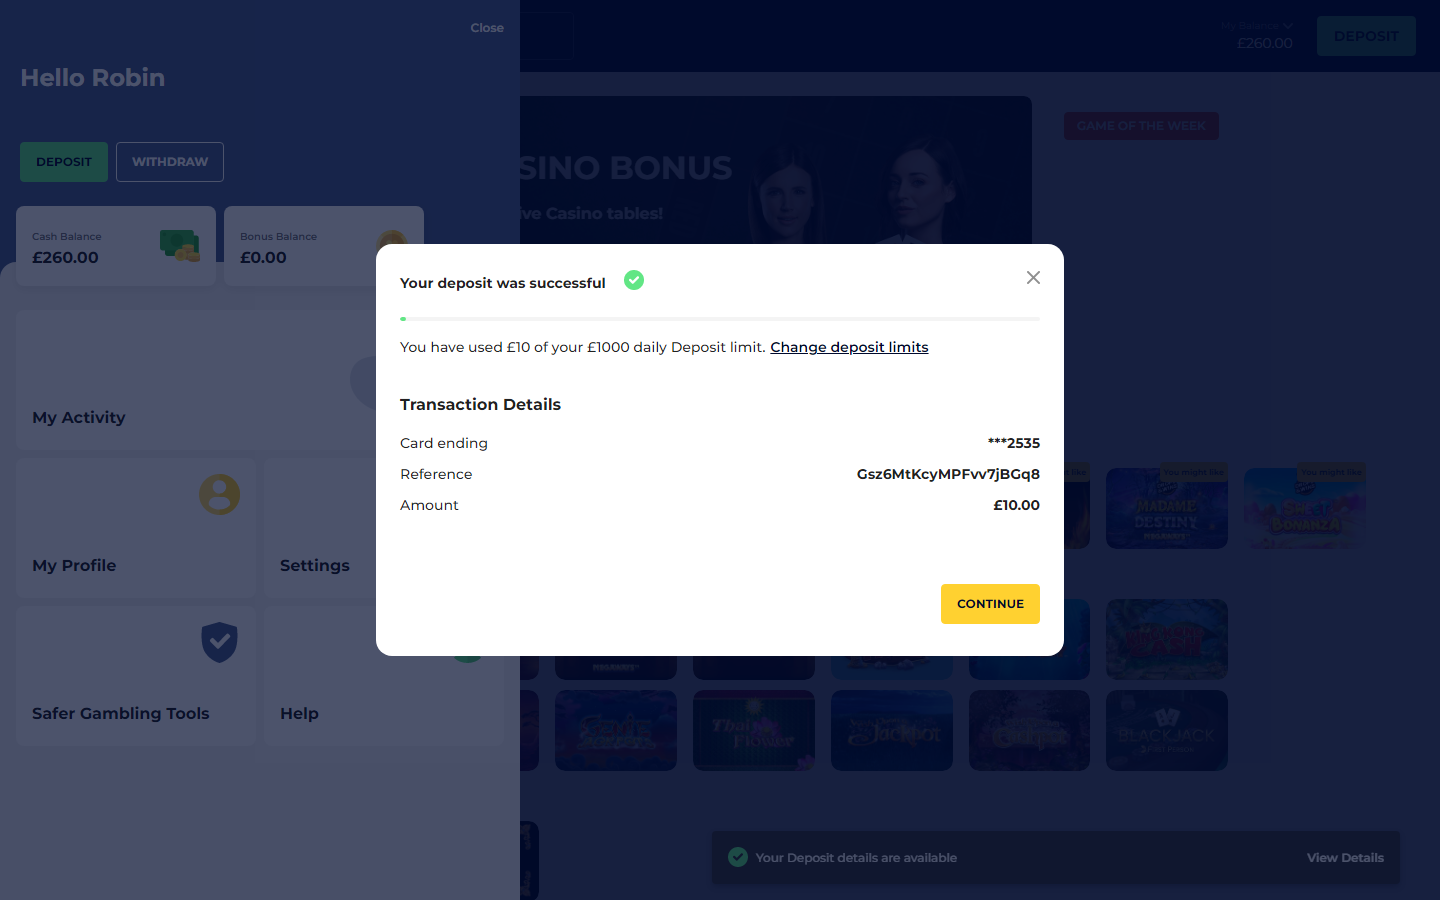 Close
My Balance
£260.00
DEPOSIT
Hello Robin
GAME OF THE WEEK
DEPOSIT
WITHDRAW
SINO BONUS
ive Casino tables!
Cash Balance
£260.00
Bonus Balance
£0.00
Your deposit was successful
You have used £10 of your £1000 daily Deposit limit. Change deposit limits
Transaction Details
Card ending
***2535
Reference
Gsz6MtKcyMPFvv7jBGq8
Amount
£10.00
CONTINUE
My Activity
My Profile
Settings
Safer Gambling Tools
Help
You might like
You might like
MADAME
DESTINY
MEGAWAYS
SWEET
BONANZA
MEGAWAYS
Thai
Flower
Jackpot
BLACKJACK
Your Deposit details are available
View Details